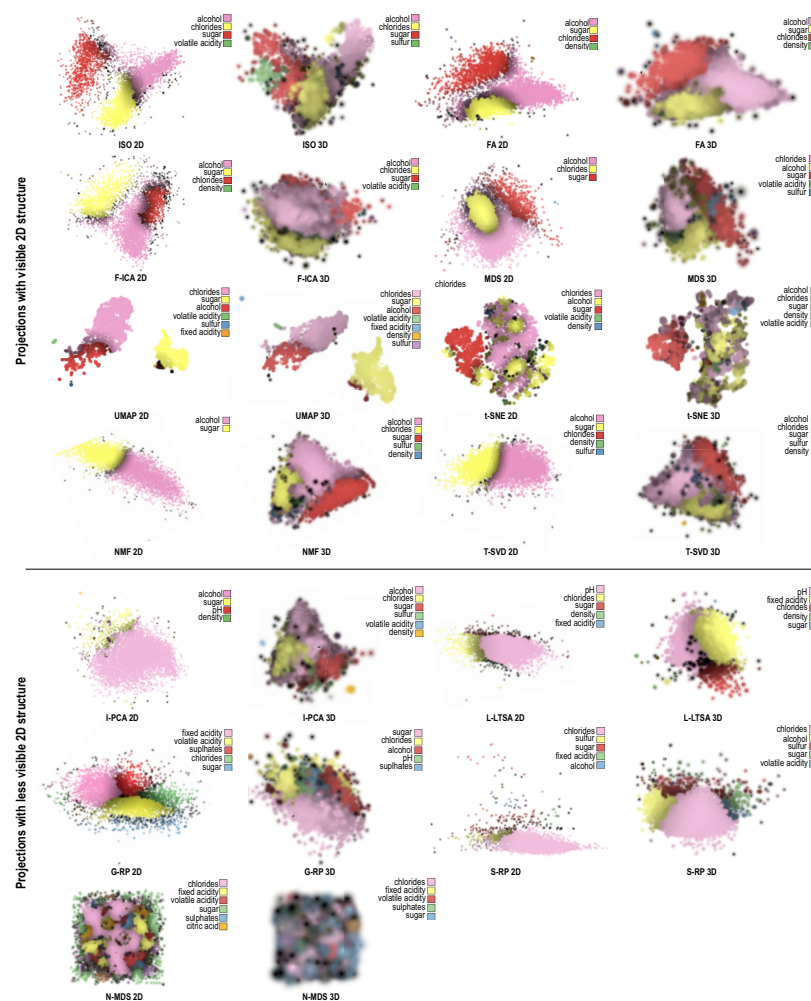 Projections with visible 2D structure
alcohol
chlorides
sugar
volatile acidity
ISO 2D
alcohol
chlorides
sugar
sulfur
ISO 3D
alcohol
sugar
chlorides
density
FA 2D
alcohol
sugar
chlorides
density
FA 3D
alcohol
sugar
chlorides
density
F-ICA 2D
alcohol
chlorides
sugar
volatile acidity
F-ICA 3D
alcohol
chlorides
sugar
MDS 2D
chlorides
alcohol
sugar
volatile acidity
sulfur
MDS 3D
chlorides
sugar
alcohol
volatile acidity
sulfur
fixed acidity
UMAP 2D
chlorides
sugar
alcohol
volatile acidity
fixed acidity
density
sulfur
UMAP 3D
chlorides
chlorides
alcohol
sugar
volatile acidity
density
t-SNE 2D
alcohol
chlorides
sugar
density
volatile acidity
t-SNE 3D
alcohol
sugar
NMF 2D
alcohol
chlorides
sugar
sulfur
density
NMF 3D
alcohol
sugar
chlorides
density
sulfur
T-SVD 2D
alcohol
chlorides
sugar
sulfur
density
T-SVD 3D
Projections with less visible 2D structure
alcohol
sugar
pH
density
I-PCA 2D
alcohol
chlorides
sugar
sulfur
volatile acidity
density
I-PCA 3D
pH
chlorides
sugar
density
fixed acidity
L-LTSA 2D
pH
fixed acidity
chlorides
density
sugar
L-LTSA 3D
fixed acidity
volatile acidity
suplhates
chlorides
sugar
G-RP 2D
sugar
chlorides
alcohol
pH
suplhates
G-RP 3D
chlorides
sulfur
sugar
fixed acidity
alcohol
S-RP 2D
chlorides
alcohol
sulfur
sugar
volatile acidity
S-RP 3D
chlorides
fixed acidity
volatile acidity
sugar
sulphates
citric acid
N-MDS 2D
chlorides
fixed acidity
volatile acidity
sulphates
sugar
N-MDS 3D